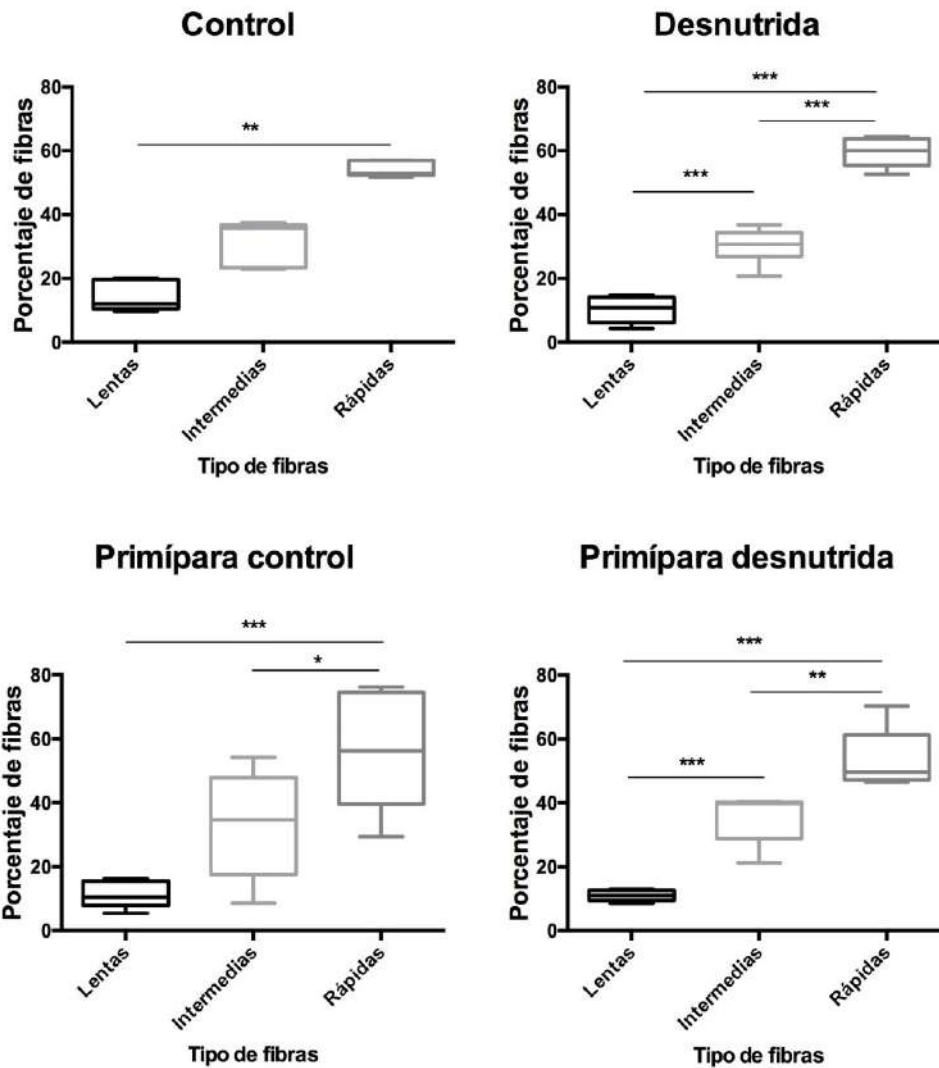 Control
Porcentaje de fibras
80
60
40
20
0
**
Lentas
Intermedias
Rápidas
Tipo de fibras
Desnutrida
Porcentaje de fibras
80
60
40
20
0
***
***
***
Lentas
Intermedias
Rápidas
Tipo de fibras
Primípara control
Porcentaje de fibras
80
60
40
20
0
***
*
Lentas
Intermedias
Rápidas
Tipo de fibras
Primípara desnutrida
Porcentaje de fibras
80
60
40
20
0
***
**
***
Lentas
Intermedias
Rápidas
Tipo de fibras